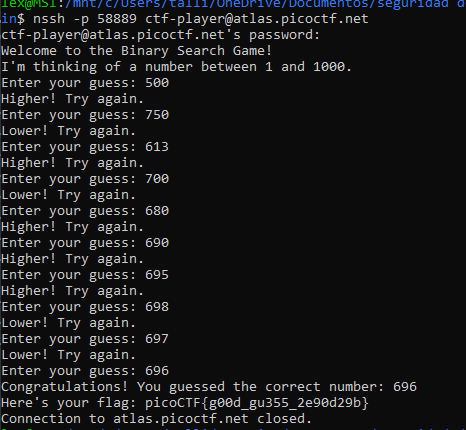 lex@MSI:/mnt/c/Users/talli/OneDrive/Documentos/seguridad d
in$ nssh -p 58889 ctf-player@atlas.picoctf.net
ctf-player@atlas.picoctf.net's password:
Welcome to the Binary Search Game!
I'm thinking of a number between 1 and 1000.
Enter your guess: 500
Higher! Try again.
Enter your guess: 750
Lower! Try again.
Enter your guess: 613
Higher! Try again.
Enter your guess: 700
Lower! Try again.
Enter your guess: 680
Higher! Try again.
Enter your guess: 690
Higher! Try again.
Enter your guess: 695
Higher! Try again.
Enter your guess: 698
Lower! Try again.
Enter your guess: 697
Lower! Try again.
Enter your guess: 696
Congratulations! You guessed the correct number: 696
Here's your flag: picoCTF{g00d_gu355_2e90d29b}
Connection to atlas.picoctf.net closed.